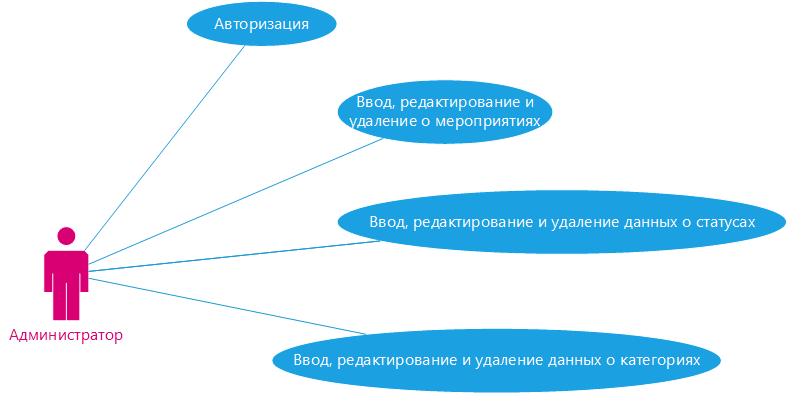 Авторизация
Ввод, редактирование и
удаление о мероприятиях
Ввод, редактирование и удаление данных о статусах
Администратор
Ввод, редактирование и удаление данных о категориях